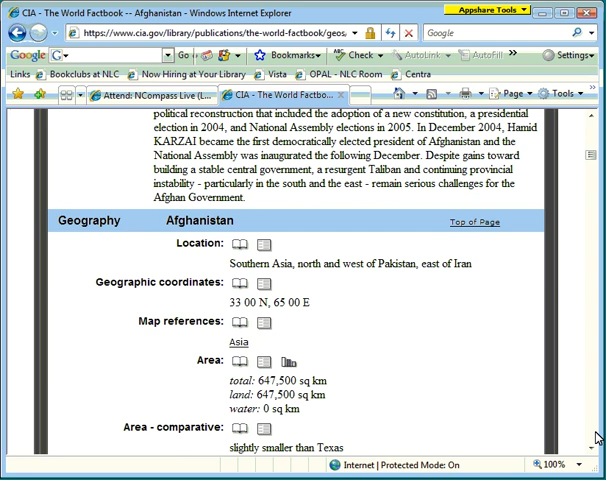 CIA - The World Factbook -- Afghanistan - Windows Internet Explorer
Appshare Tools
https://www.cia.gov/library/publications/the-world-factbook/geos/
Google
Google
G
Go
Bookmarks
Check
AutoLink
AutoFill
Settings
Links
Bookclubs at NLC
Now Hiring at Your Library
Vista
OPAL - NLC Room
Centra
Attend: NCompass Live (L...
CIA - The World Factbo...
Page
Tools
political reconstruction that included the adoption of a new constitution, a presidential
election in 2004, and National Assembly elections in 2005. In December 2004, Hamid
KARZAI became the first democratically elected president of Afghanistan and the
National Assembly was inaugurated the following December. Despite gains toward
building a stable central government, a resurgent Taliban and continuing provincial
instability - particularly in the south and the east - remain serious challenges for the
Afghan Government.
Geography Afghanistan Top of Page
Location:
Southern Asia, north and west of Pakistan, east of Iran
Geographic coordinates:
33 00 N, 65 00 E
Map references:
Asia
Area:
total: 647,500 sq km
land: 647,500 sq km
water: 0 sq km
Area - comparative:
slightly smaller than Texas
Internet | Protected Mode: On
100%